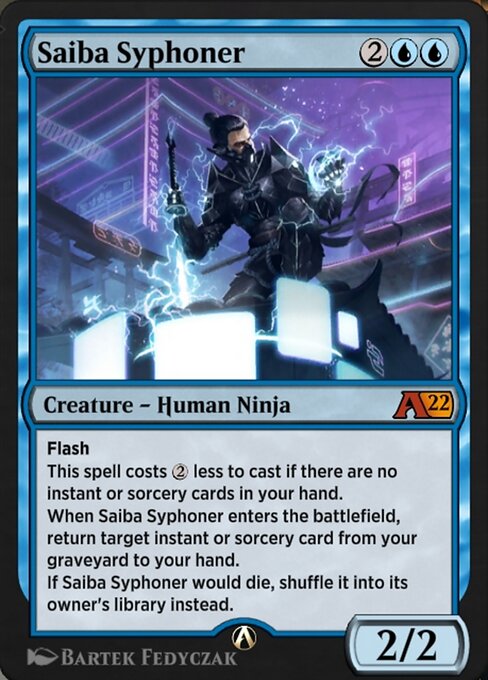 Saiba Syphoner 2
Creature – Human Ninja A22
Flash
This spell costs 2 less to cast if there are no
instant or sorcery cards in your hand.
When Saiba Syphoner enters the battlefield,
return target instant or sorcery card from your
graveyard to your hand.
If Saiba Syphoner would die, shuffle it into its
owner's library instead.
2/2
Bartek Fedyczak